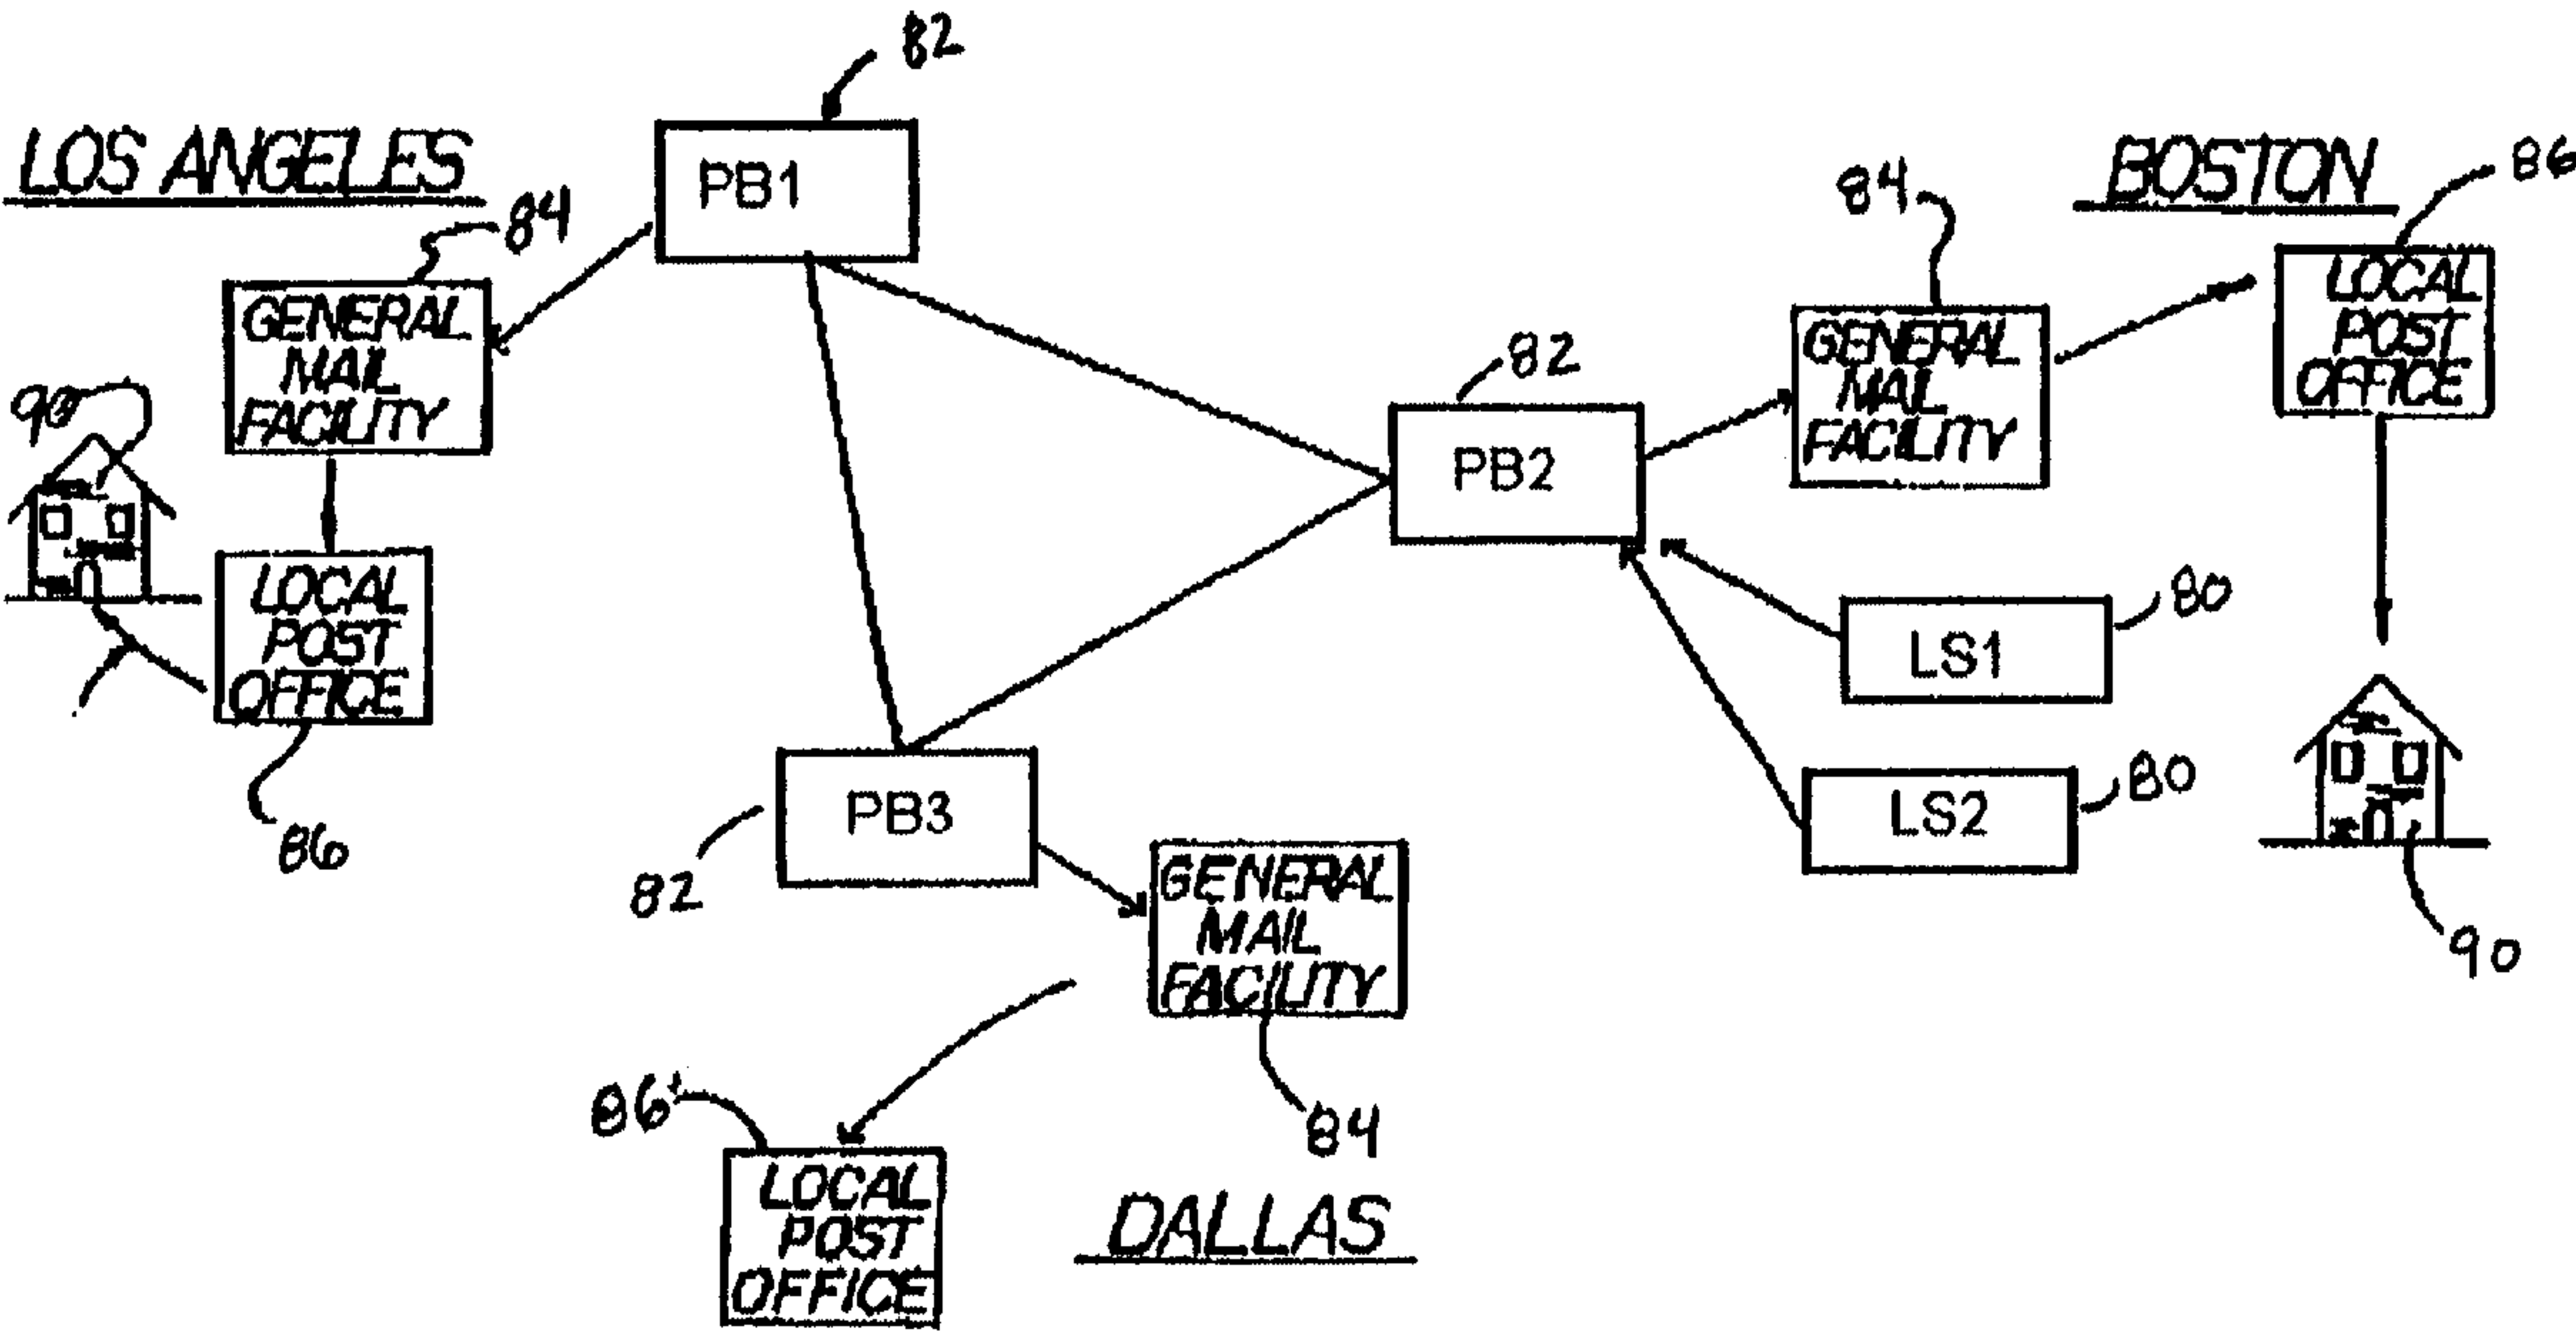 82
LOS ANGELES
PB1
BOSTON
86
84
84
GENERAL
MAIL
FACILITY
LOCAL
POST
OFFICE
GENERAL
MAIL
FACILITY
82
90
PB2
LOCAL
POST
OFFICE
80
LS1
PB3
80
LS2
82
86
GENERAL
MAIL
FACILITY
90
86'
84
LOCAL
POST
OFFICE
DALLAS